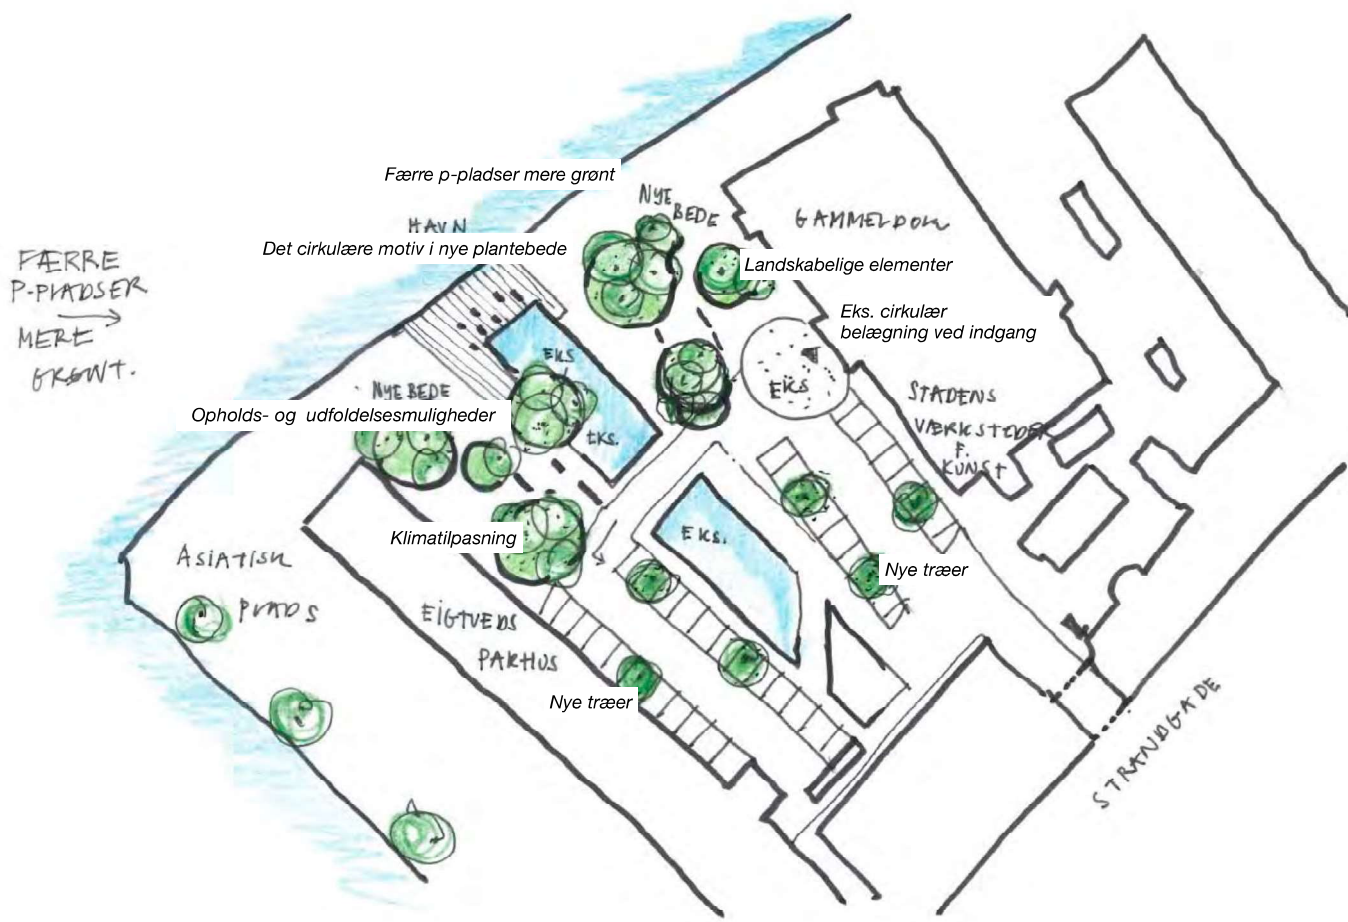 Færre p-pladser mere grønt
NYE
BEDE
GAMMELDOK
HAVN
Det cirkulære motiv i nye plantebede
Landskabelige elementer
FÆRRE
P-PLADSER
MERE
GRØNT.
Eks. cirkulær
belægning ved indgang
EKS
EKS
NYE BEDE
Opholds- og udfoldelsesmuligheder
EKS.
STADENS
VÆRKSTEDER
F.
KUNST
Klimatilpasning
EKS.
Nye træer
ASIATISK
PLADS
EIGTVEDS
PAKHUS
Nye træer
STRANDGADE